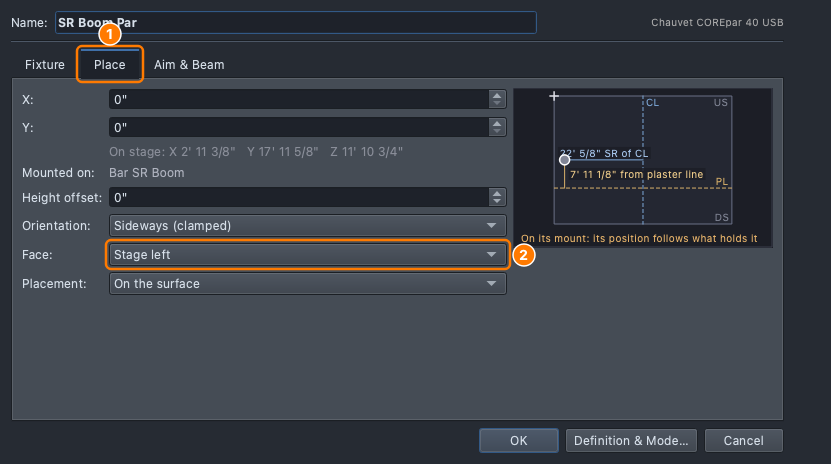 Name: SR Boom Par Chauvet COREpar 40 USB
1
Fixture Place Aim & Beam
X: 0"
Y: 0"
On stage: X 2' 11 3/8" Y 17' 11 5/8" Z 11' 10 3/4"
Mounted on: Bar SR Boom
Height offset: 0"
Orientation: Sideways (clamped)
Face: Stage left
2
Placement: On the surface
CL US
22' 5/8" SR of CL
7' 11 1/8" from plaster line
PL
DS
On its mount: its position follows what holds it
OK Definition & Mode... Cancel